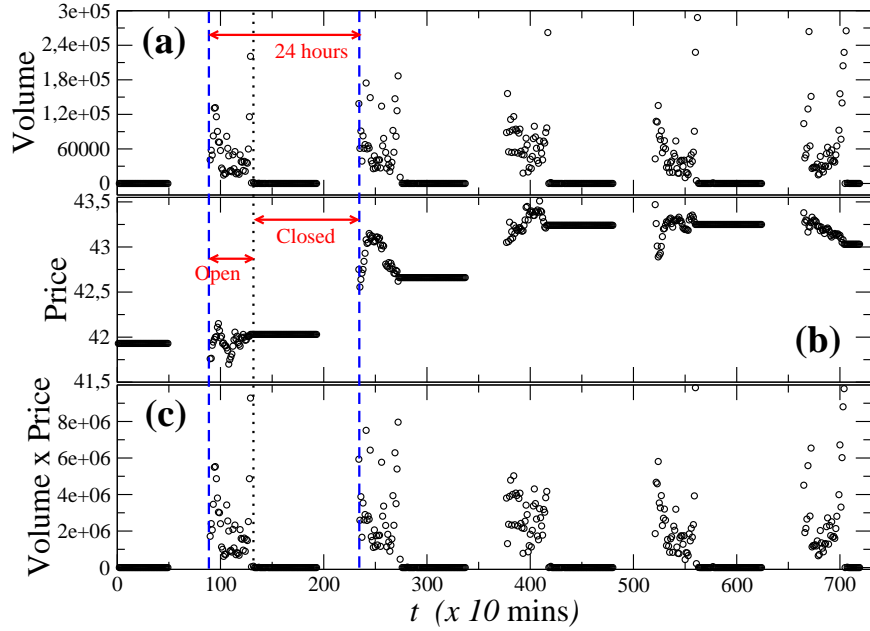 3e+05
2,4e+05
1,8e+05
1,2e+05
60000
0
Volume
(a)
24 hours
43,5
43
42,5
42
41,5
Price
Closed
Open
(b)
8e+06
6e+06
4e+06
2e+06
0
Volume x Price
(c)
0 100 200 300 400 500 600 700
t (x 10 mins)